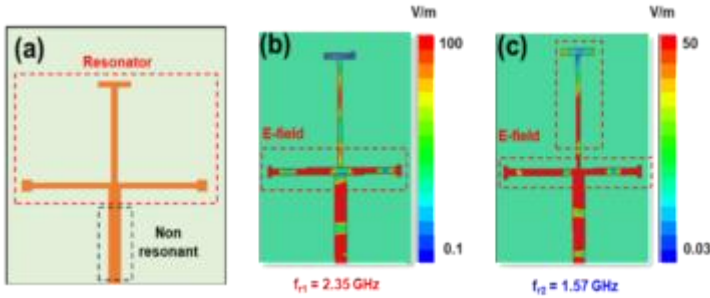 (a)
Resonator
Non
resonant
V/m
(b)
100
E-field
0.1
fr1 = 2.35 GHz
V/m
(c)
50
E-field
0.03
fr2 = 1.57 GHz